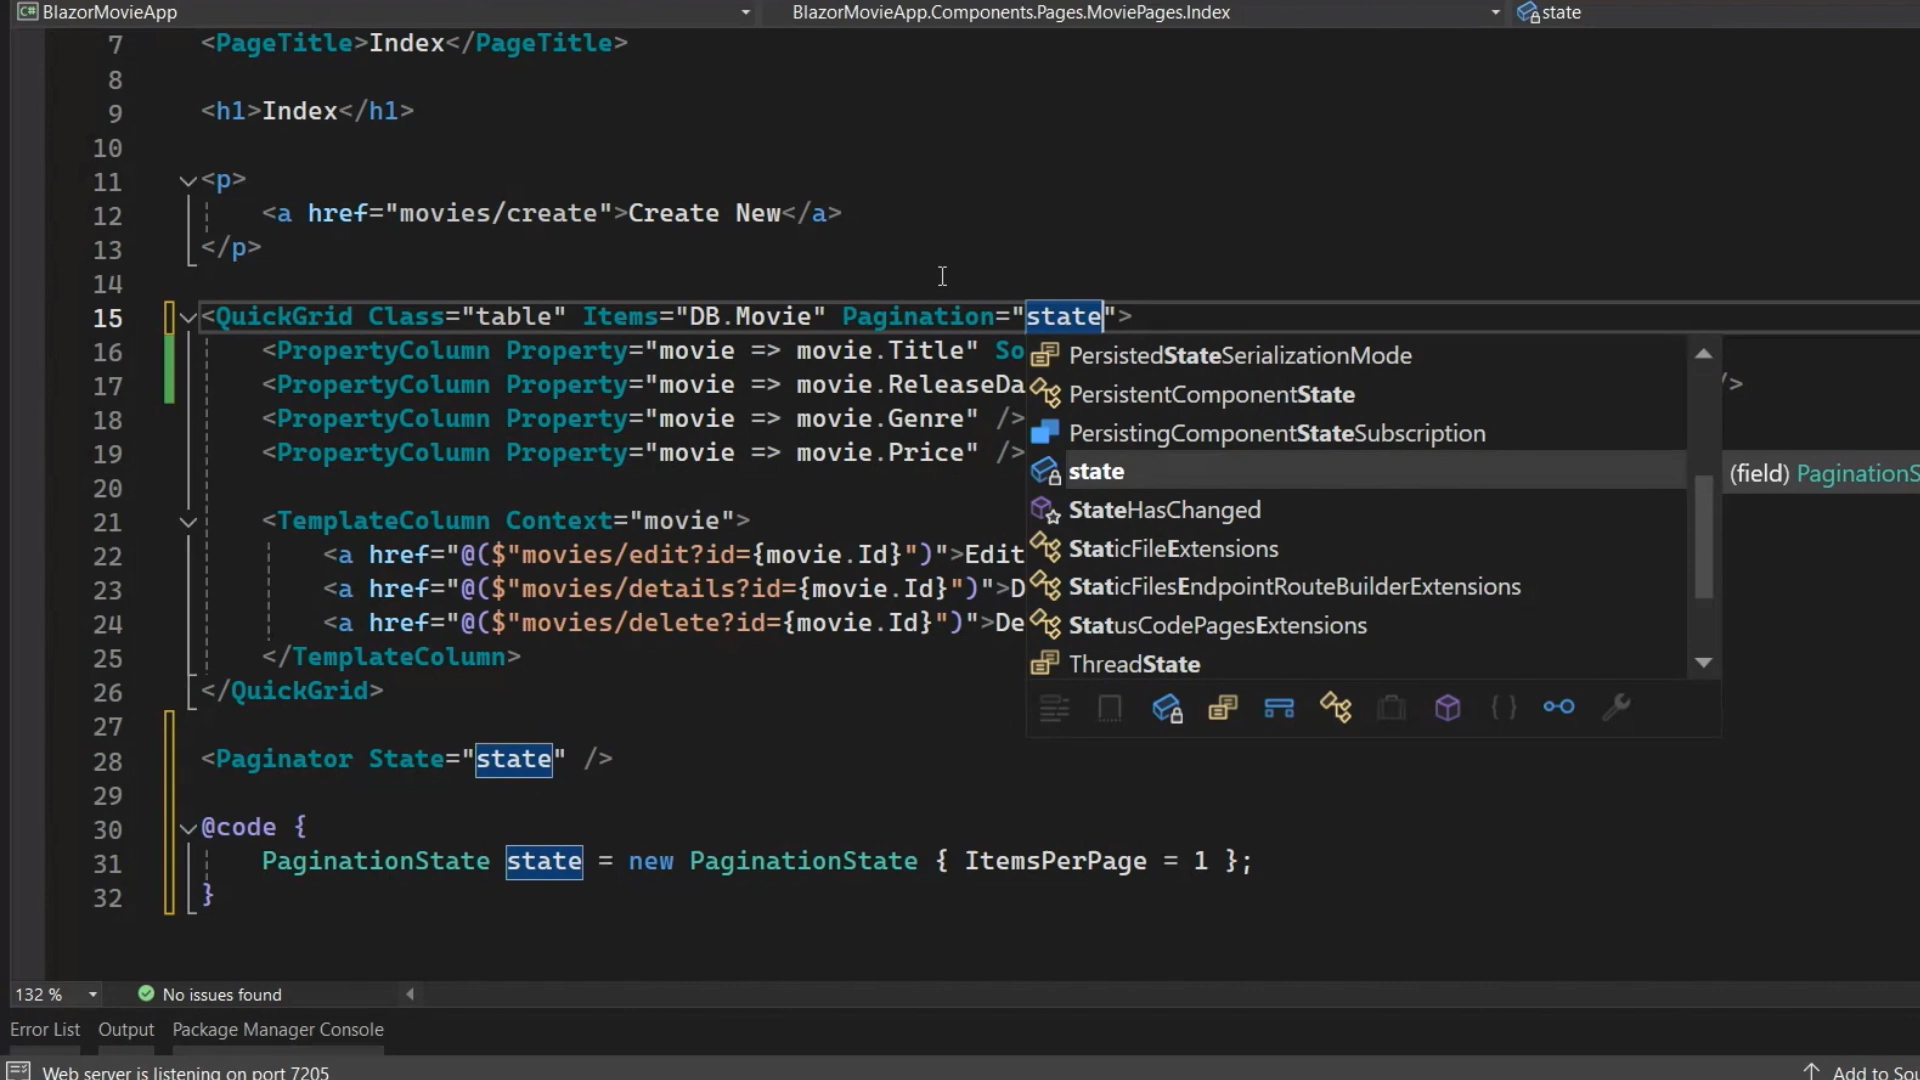 C# BlazorMovieApp BlazorMovieApp.Components.Pages.MoviePages.Index state
7 <PageTitle>Index</PageTitle>
8
9 <h1>Index</h1>
10
11 <p>
12 <a href="movies/create">Create New</a>
13 </p>
14
15 <QuickGrid Class="table" Items="DB.Movie" Pagination="state">
16 <PropertyColumn Property="movie => movie.Title" So
17 <PropertyColumn Property="movie => movie.ReleaseDa />
18 <PropertyColumn Property="movie => movie.Genre" />
19 <PropertyColumn Property="movie => movie.Price" />
20
21 <TemplateColumn Context="movie">
22 <a href="@($"movies/edit?id={movie.Id}")">Edit
23 <a href="@($"movies/details?id={movie.Id}")">D
24 <a href="@($"movies/delete?id={movie.Id}")">De
25 </TemplateColumn>
26 </QuickGrid>
27
28 <Paginator State="state" />
29
30 @code {
31 PaginationState state = new PaginationState { ItemsPerPage = 1 };
32 }
PersistedStateSerializationMode
PersistentComponentState
PersistingComponentStateSubscription
state
(field) PaginationS
StateHasChanged
StaticFileExtensions
StaticFilesEndpointRouteBuilderExtensions
StatusCodePagesExtensions
ThreadState
132 % No issues found
Error List Output Package Manager Console
Web server is listening on port 7205 Add to Sou